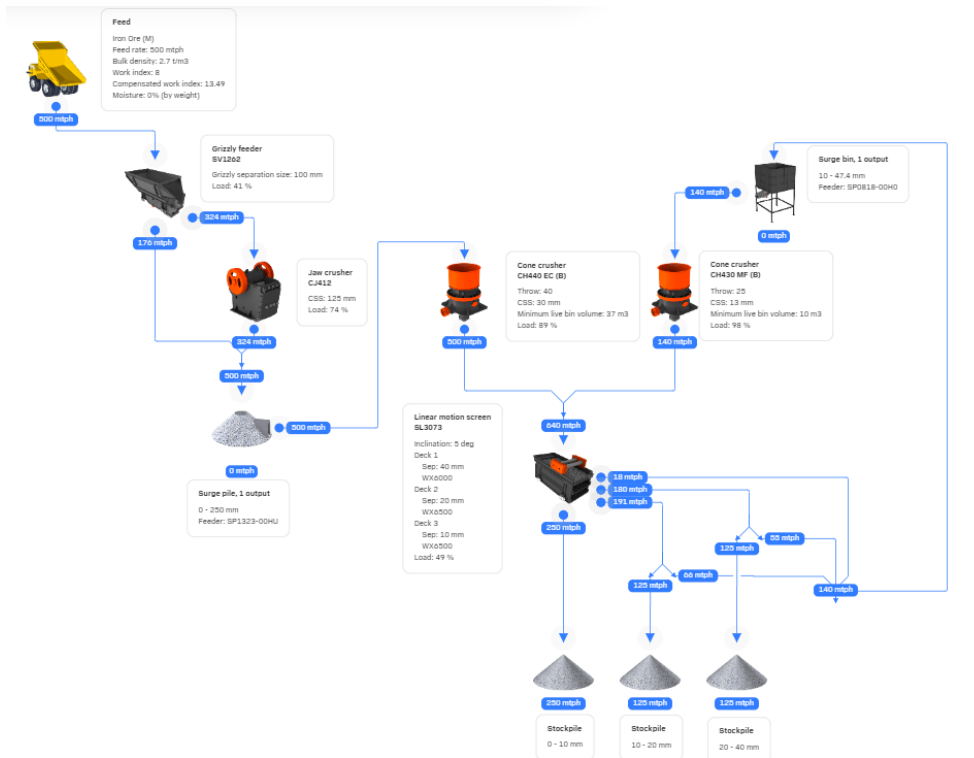 Feed
Iron Ore (M)
Feed rate: 500 mtph
Bulk density: 2.7 t/m3
Work index: 8
Compensated work index: 13.49
Moisture: 0% (by weight)
500 mtph
Grizzly feeder
SV1262
Grizzly separation size: 100 mm
Load: 41 %
324 mtph
176 mtph
Jaw crusher
CJ412
CSS: 125 mm
Load: 74 %
324 mtph
500 mtph
500 mtph
0 mtph
Surge pile, 1 output
0 - 250 mm
Feeder: SP1323-00HU
Cone crusher
CH440 EC (B)
Throw: 40
CSS: 30 mm
Minimum live bin volume: 37 m3
Load: 89 %
500 mtph
Surge bin, 1 output
10 - 47.4 mm
Feeder: SP0818-00H0
140 mtph
0 mtph
Cone crusher
CH430 MF (B)
Throw: 25
CSS: 13 mm
Minimum live bin volume: 10 m3
Load: 98 %
140 mtph
640 mtph
Linear motion screen
SL3073
Inclination: 5 deg
Deck 1
Sep: 40 mm
WX6000
Deck 2
Sep: 20 mm
WX6500
Deck 3
Sep: 10 mm
WX6500
Load: 49 %
18 mtph
180 mtph
191 mtph
250 mtph
55 mtph
125 mtph
66 mtph
125 mtph
140 mtph
250 mtph
125 mtph
125 mtph
Stockpile
0 - 10 mm
Stockpile
10 - 20 mm
Stockpile
20 - 40 mm